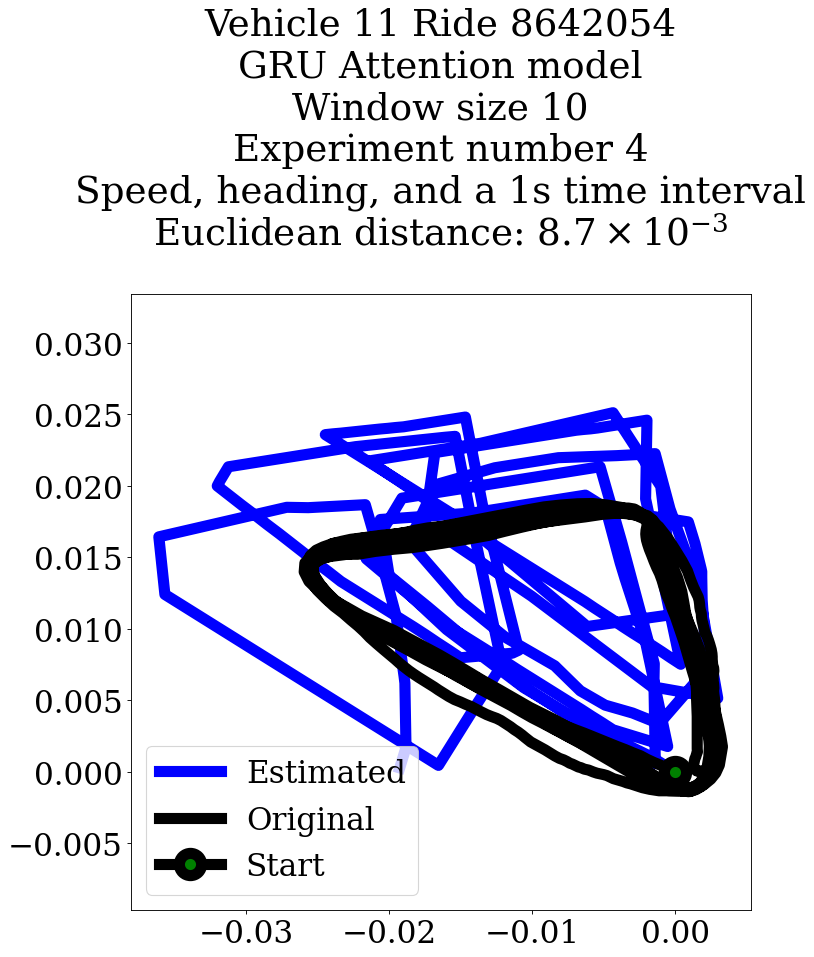 Vehicle 11 Ride 8642054
GRU Attention model
Window size 10
Experiment number 4
Speed, heading, and a 1s time interval
Euclidean distance: 8.7 × 10⁻³
0.030
0.025
0.020
0.015
0.010
0.005
0.000
−0.005
Estimated
Original
Start
−0.03
−0.02
−0.01
0.00